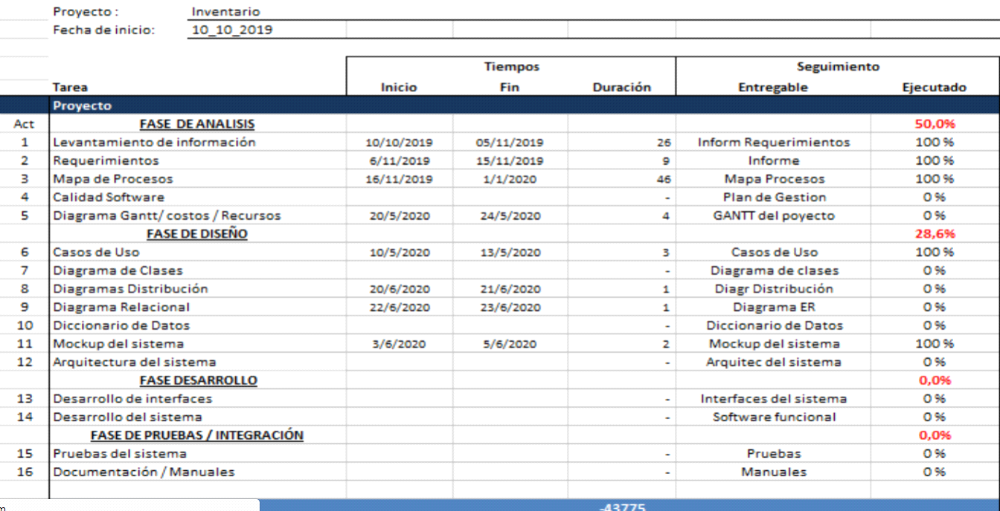 Proyecto : Inventario
Fecha de inicio: 10_10_2019
Tiempos Seguimiento
Tarea Inicio Fin Duración Entregable Ejecutado
Proyecto
Act FASE DE ANALISIS 50,0%
1 Levantamiento de información 10/10/2019 05/11/2019 26 Inform Requerimientos 100 %
2 Requerimientos 6/11/2019 15/11/2019 9 Informe 100 %
3 Mapa de Procesos 16/11/2019 1/1/2020 46 Mapa Procesos 100 %
4 Calidad Software - Plan de Gestion 0 %
5 Diagrama Gantt/ costos / Recursos 20/5/2020 24/5/2020 4 GANTT del poyecto 0 %
FASE DE DISEÑO 28,6%
6 Casos de Uso 10/5/2020 13/5/2020 3 Casos de Uso 100 %
7 Diagrama de Clases - Diagrama de clases 0 %
8 Diagramas Distribución 20/6/2020 21/6/2020 1 Diagr Distribución 0 %
9 Diagrama Relacional 22/6/2020 23/6/2020 1 Diagrama ER 0 %
10 Diccionario de Datos - Diccionario de Datos 0 %
11 Mockup del sistema 3/6/2020 5/6/2020 2 Mockup del sistema 100 %
12 Arquitectura del sistema - Arquitec del sistema 0 %
FASE DESARROLLO 0,0%
13 Desarrollo de interfaces - Interfaces del sistema 0 %
14 Desarrollo del sistema - Software funcional 0 %
FASE DE PRUEBAS / INTEGRACIÓN 0,0%
15 Pruebas del sistema - Pruebas 0 %
16 Documentación / Manuales - Manuales 0 %
-43775